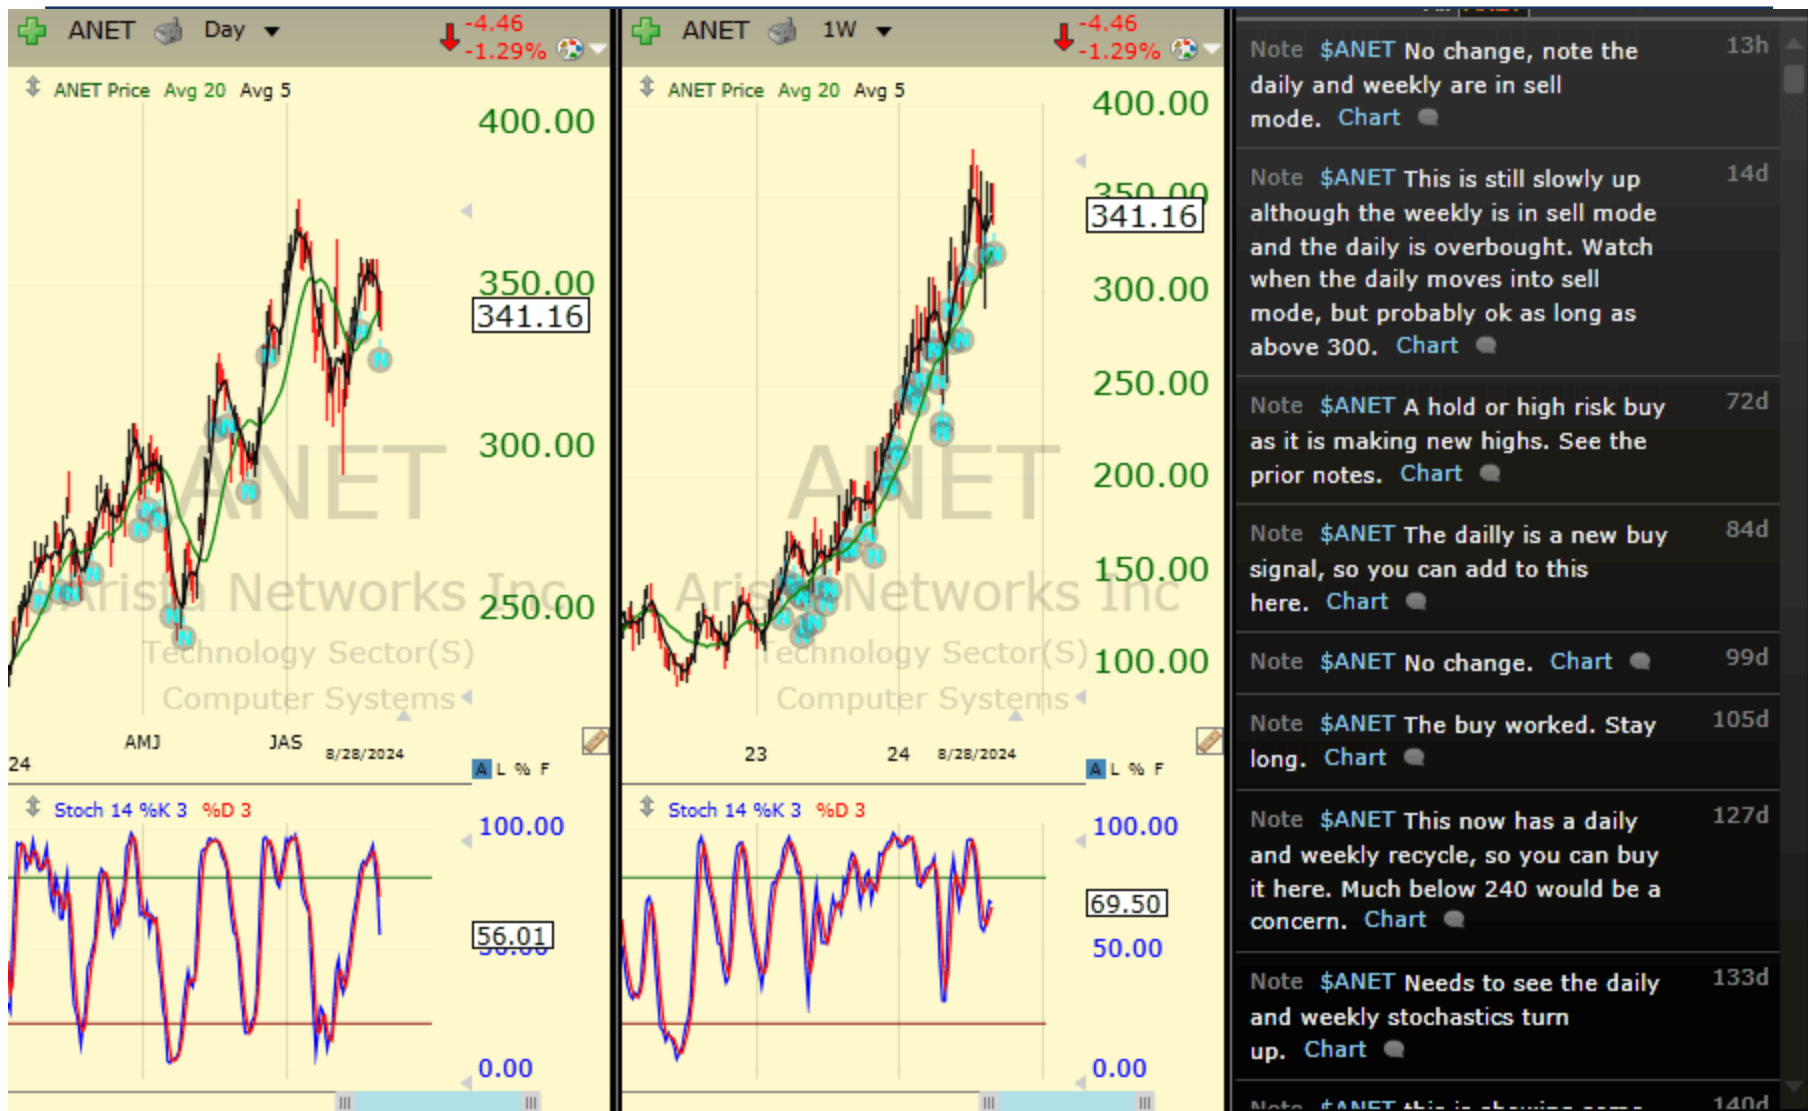 ANET Day
-4.46
-1.29%
ANET Price Avg 20 Avg 5
400.00
350.00
341.16
300.00
250.00
ANET
Arista Networks Inc
Technology Sector(S)
Computer Systems
24
AMJ
JAS
8/28/2024
A L % F
Stoch 14 %K 3 %D 3
100.00
56.01
50.00
0.00
ANET 1W
-4.46
-1.29%
ANET Price Avg 20 Avg 5
400.00
350.00
341.16
300.00
250.00
200.00
150.00
100.00
ANET
Arista Networks Inc
Technology Sector(S)
Computer Systems
23
24
8/28/2024
A L % F
Stoch 14 %K 3 %D 3
100.00
69.50
50.00
0.00
Note $ANET No change, note the 13h
daily and weekly are in sell
mode. Chart
Note $ANET This is still slowly up 14d
although the weekly is in sell mode
and the daily is overbought. Watch
when the daily moves into sell
mode, but probably ok as long as
above 300. Chart
Note $ANET A hold or high risk buy 72d
as it is making new highs. See the
prior notes. Chart
Note $ANET The dailly is a new buy 84d
signal, so you can add to this
here. Chart
Note $ANET No change. Chart 99d
Note $ANET The buy worked. Stay 105d
long. Chart
Note $ANET This now has a daily 127d
and weekly recycle, so you can buy
it here. Much below 240 would be a
concern. Chart
Note $ANET Needs to see the daily 133d
and weekly stochastics turn
up. Chart
Note $ANET this is showing some 140d